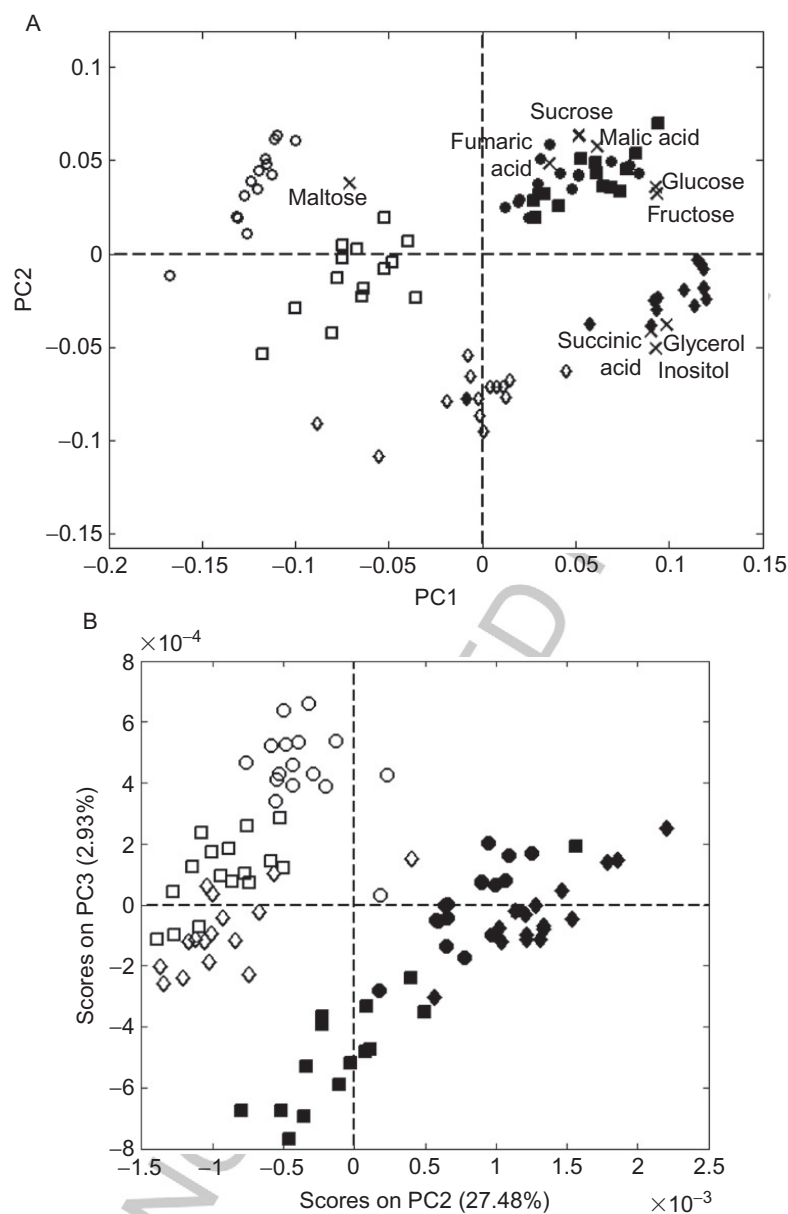 A
0.1
0.05
0
−0.05
−0.1
−0.15
PC2
Sucrose
Fumaric
acid
Malic acid
Maltose
Glucose
Fructose
Succinic
acid
Glycerol
Inositol
−0.2
−0.15
−0.1
−0.05
0
0.05
0.1
0.15
PC1
B
×10−4
8
6
4
2
0
−2
−4
−6
−8
Scores on PC3 (2.93%)
−1.5
−1
−0.5
0
0.5
1
1.5
2
2.5
Scores on PC2 (27.48%)
×10−3